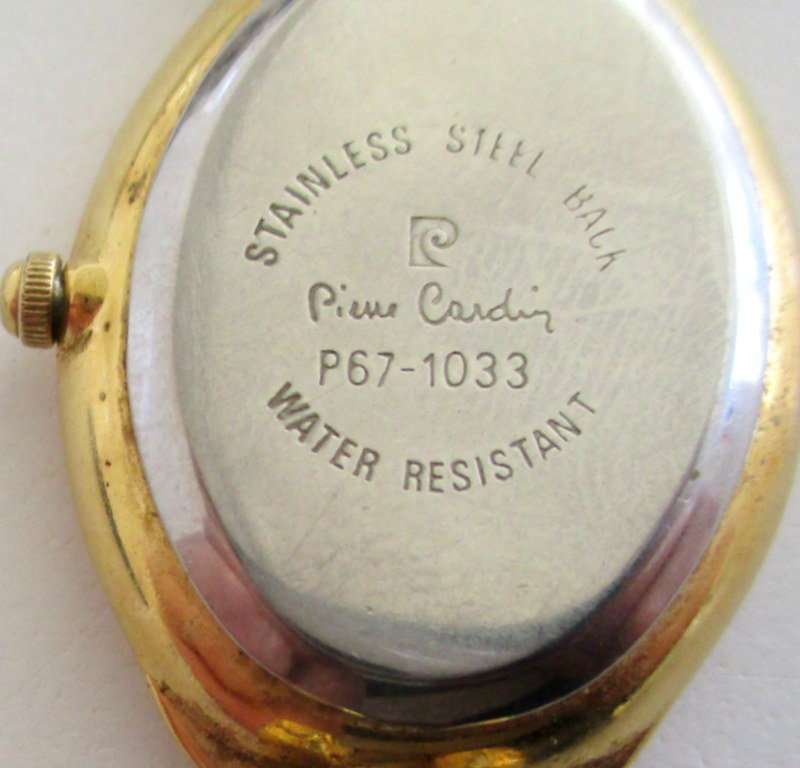 STAINLESS STEEL BACK
Pierre Cardin
P67-1033
WATER RESISTANT